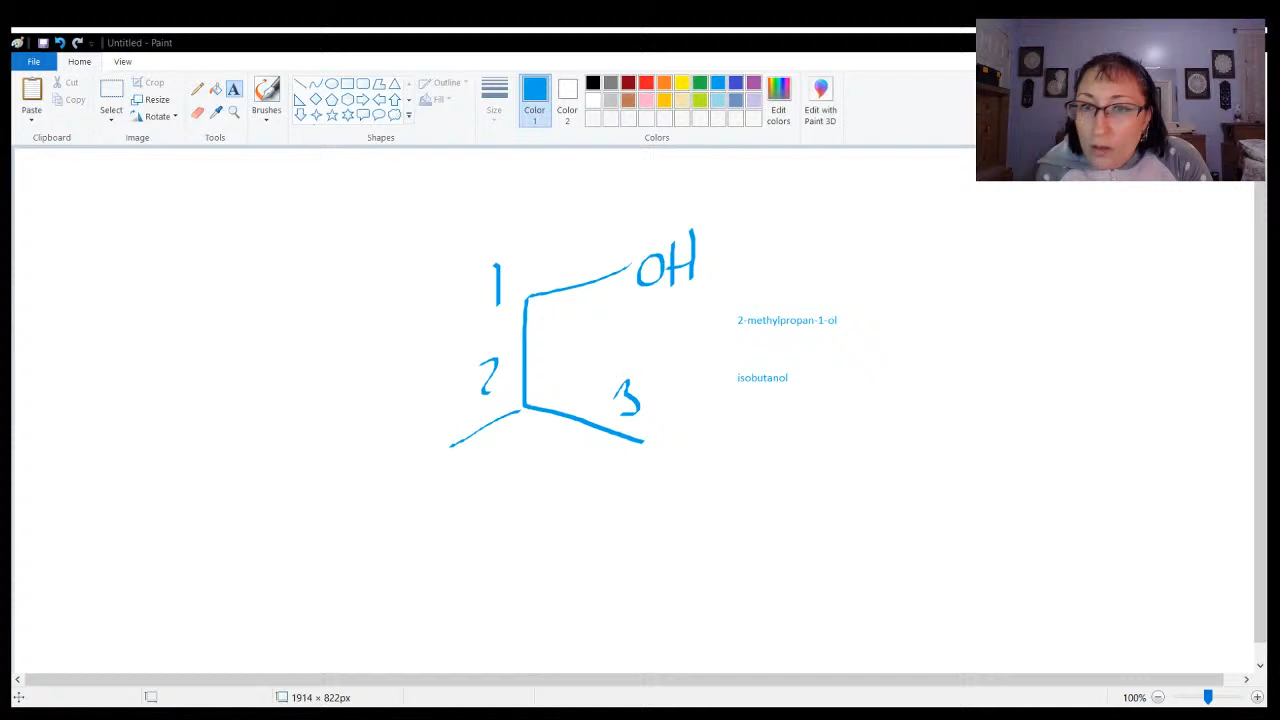 Untitled - Paint
File Home View
Paste Cut Copy Clipboard
Select Crop Resize Rotate Image
Tools
Brushes
Shapes Outline Fill
Size
Color 1
Color 2
Edit colors
Edit with Paint 3D
Colors
1 OH
2-methylpropan-1-ol
2
isobutanol
3
1914 × 822px
100%